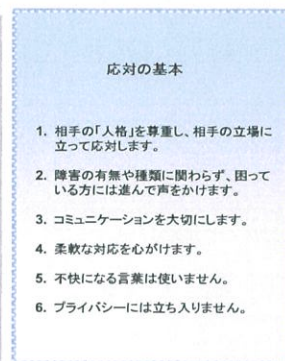 応対の基本
1. 相手の「人格」を尊重し、相手の立場に
立って応対します。
2. 障害の有無や種類に関わらず、困って
いる方には進んで声をかけます。
3. コミュニケーションを大切にします。
4. 柔軟な対応を心がけます。
5. 不快になる言葉は使いません。
6. プライバシーには立ち入りません。